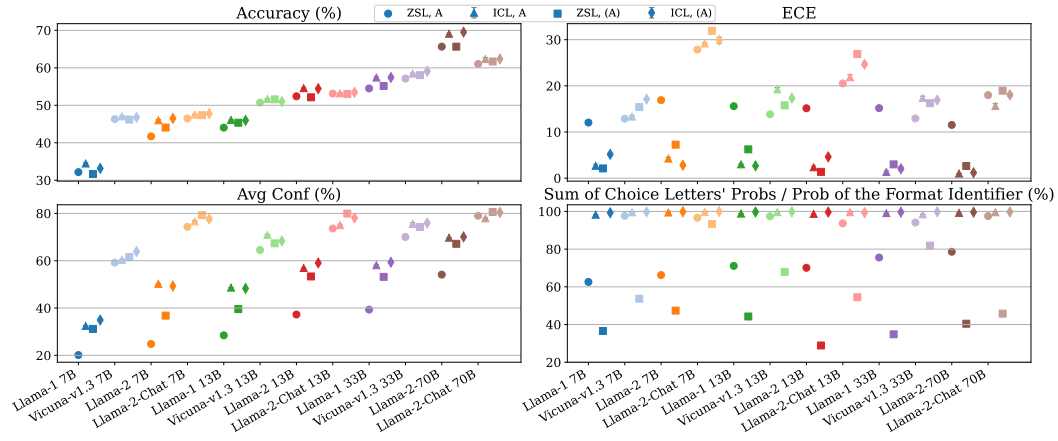 Accuracy (%)
ZSL, A
ICL, A
ZSL, (A)
ICL, (A)
ECE
70
60
50
40
30
30
20
10
0
Avg Conf (%)
Sum of Choice Letters' Probs / Prob of the Format Identifier (%)
80
60
40
20
100
80
60
40
20
Llama-1 7B
Vicuna-v1.3 7B
Llama-2 7B
Llama-2-Chat 7B
Llama-1 13B
Vicuna-v1.3 13B
Llama-2 13B
Llama-2-Chat 13B
Llama-1 33B
Vicuna-v1.3 33B
Llama-2-70B
Llama-2-Chat 70B
Llama-1 7B
Vicuna-v1.3 7B
Llama-2 7B
Llama-2-Chat 7B
Llama-1 13B
Vicuna-v1.3 13B
Llama-2 13B
Llama-2-Chat 13B
Llama-1 33B
Vicuna-v1.3 33B
Llama-2-70B
Llama-2-Chat 70B